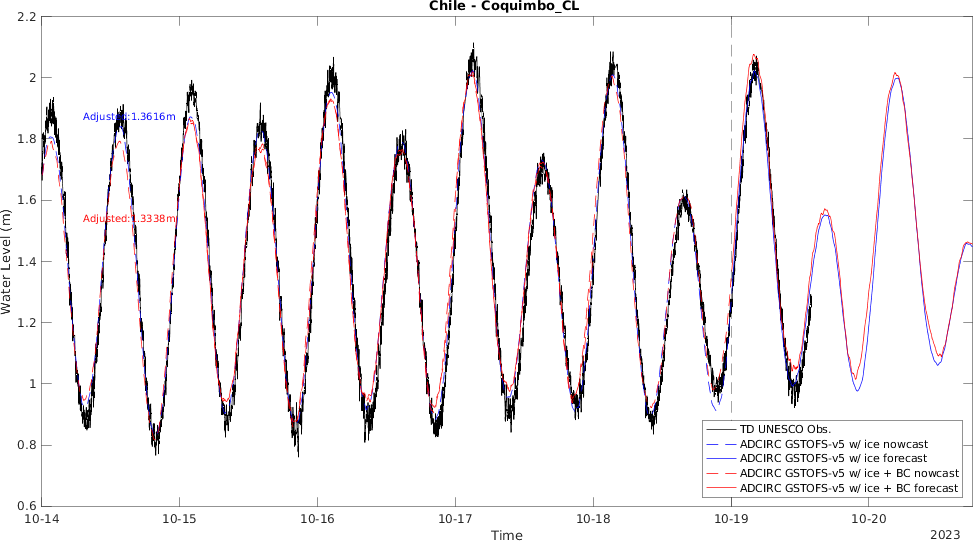 Chile - Coquimbo_CL
2.2
2
1.8
1.6
1.4
1.2
1
0.8
0.6
Water Level (m)
Adjusted:1.3616m
Adjusted:1.3338m
TD UNESCO Obs.
ADCIRC GSTOFS-v5 w/ ice nowcast
ADCIRC GSTOFS-v5 w/ ice forecast
ADCIRC GSTOFS-v5 w/ ice + BC nowcast
ADCIRC GSTOFS-v5 w/ ice + BC forecast
10-14 10-15 10-16 10-17 10-18 10-19 10-20
Time
2023